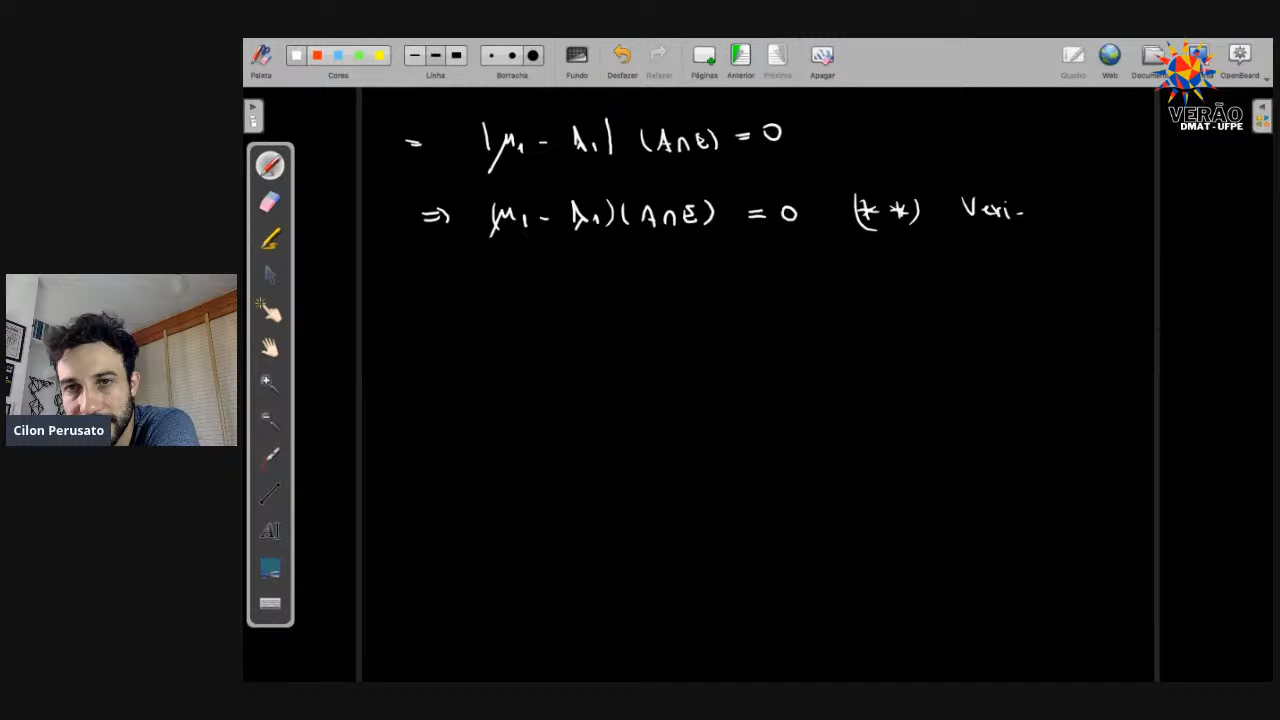 Paleta
Cores
Linha
Borracha
Fundo
Desfazer
Refazer
Páginas
Anterior
Próximo
Apagar
Quadro
Web
OpenBoard
VERÃO
DMAT - UFPE
= |μ₁ - λ₁| (A∩E) = 0
⇒ (μ₁ - λ₁)(A∩E) = 0 (**) Veri-
AI
Cilon Perusato